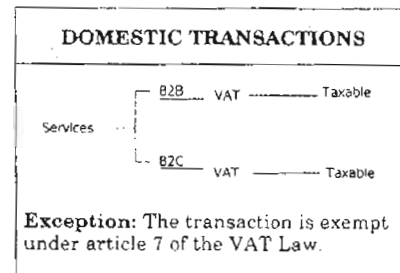 DOMESTIC TRANSACTIONS
B2B VAT Taxable
Services
B2C VAT Taxable
Exception: The transaction is exempt
under article 7 of the VAT Law.